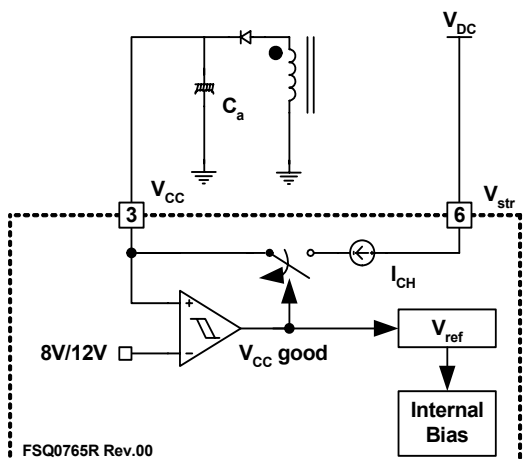 V_DC
C_a
V_CC
V_str
3
6
I_CH
+
8V/12V
−
V_CC good
V_ref
Internal
Bias
FSQ0765R Rev.00